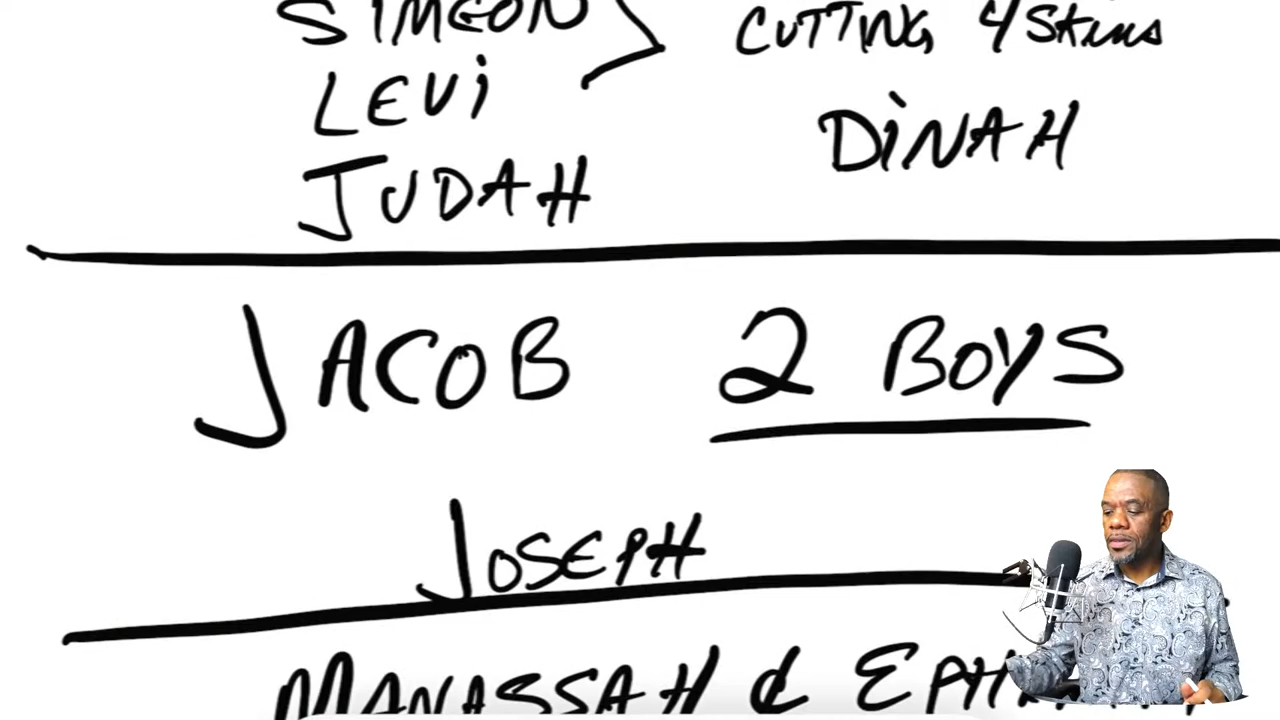 SIMEON CUTTING 4Skins
LEVI
DINAH
JUDAH
JACOB 2 BOYS
JOSEPH
MANASSAH &